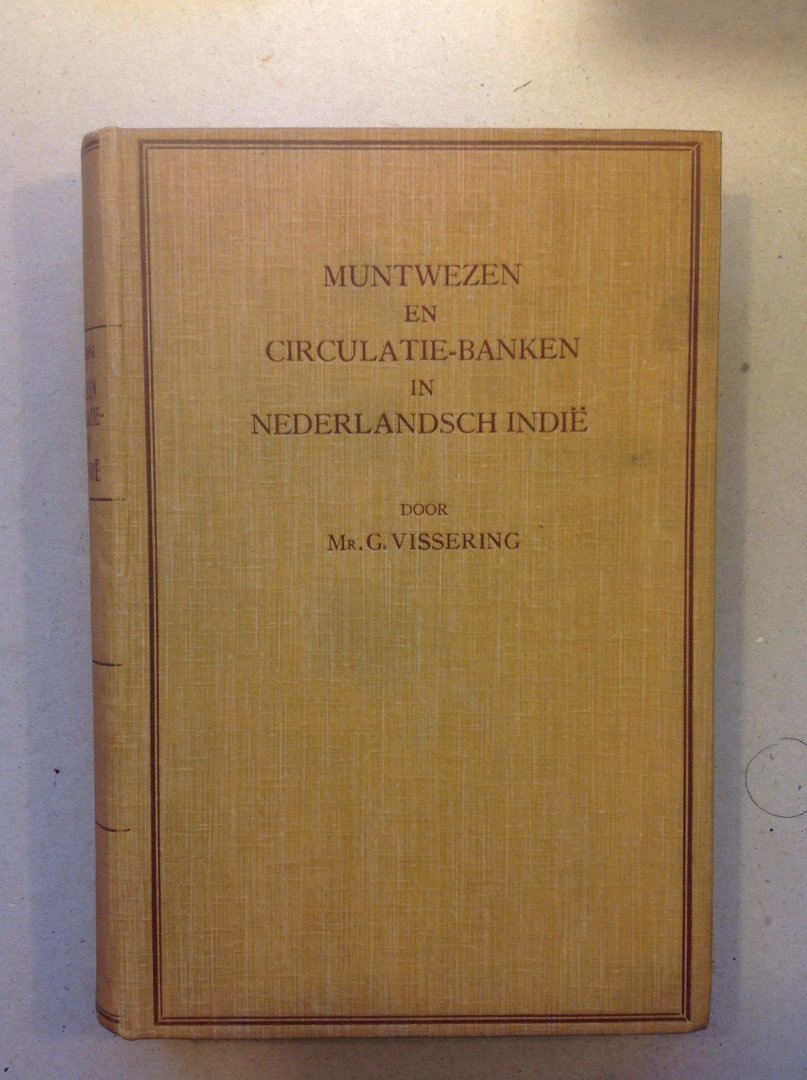 MUNTWEZEN
EN
CIRCULATIE-BANKEN
IN
NEDERLANDSCH INDIË
DOOR
MR. G. VISSERING